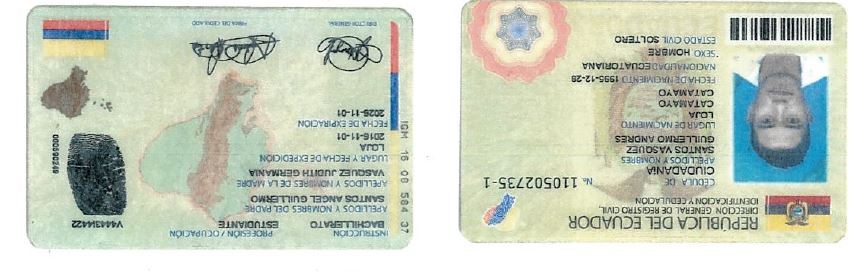 REPÚBLICA DEL ECUADOR
DIRECCIÓN GENERAL DE REGISTRO CIVIL,
IDENTIFICACIÓN Y CEDULACIÓN
CÉDULA DE No. 110502735-1
CIUDADANÍA
APELLIDOS Y NOMBRES
SANTOS VASQUEZ
GUILLERMO ANDRES
LUGAR DE NACIMIENTO
LOJA
CATAMAYO
CATAMAYO
FECHA DE NACIMIENTO 1995-12-28
NACIONALIDAD ECUATORIANA
SEXO HOMBRE
ESTADO CIVIL SOLTERO
INSTRUCCIÓN PROFESIÓN / OCUPACIÓN
BACHILLERATO ESTUDIANTE V4443I4422
APELLIDOS Y NOMBRES DEL PADRE
SANTOS ANGEL GUILLERMO
APELLIDOS Y NOMBRES DE LA MADRE
VASQUEZ JUDITH GERMANIA
LUGAR Y FECHA DE EXPEDICIÓN
LOJA
2016-11-01
FECHA DE EXPIRACIÓN
2026-11-01
DIRECTOR GENERAL FIRMA DEL CEDULADO
IGM 16 08 584 37